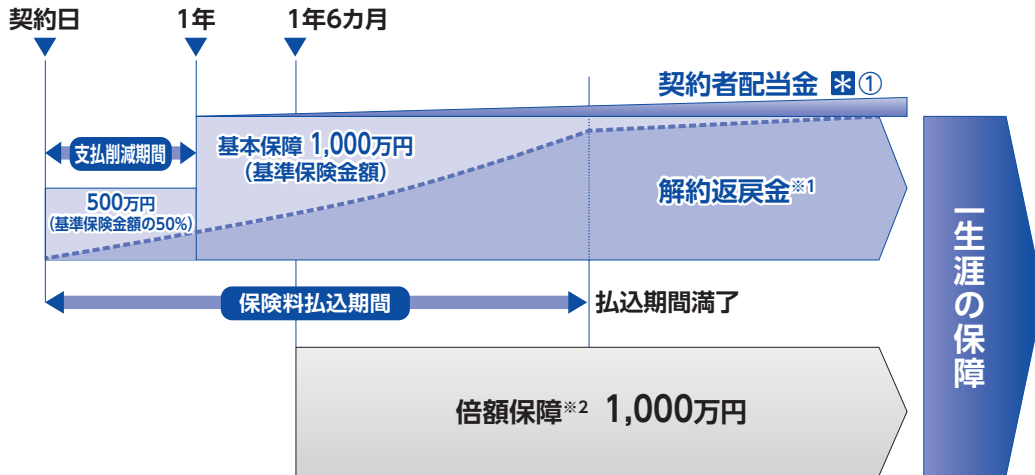 契約日
1年
1年6カ月
契約者配当金 *①
支払削減期間
基本保障 1,000万円
(基準保険金額)
500万円
(基準保険金額の50%)
解約返戻金※1
保険料払込期間
払込期間満了
倍額保障※2 1,000万円
一生涯の保障